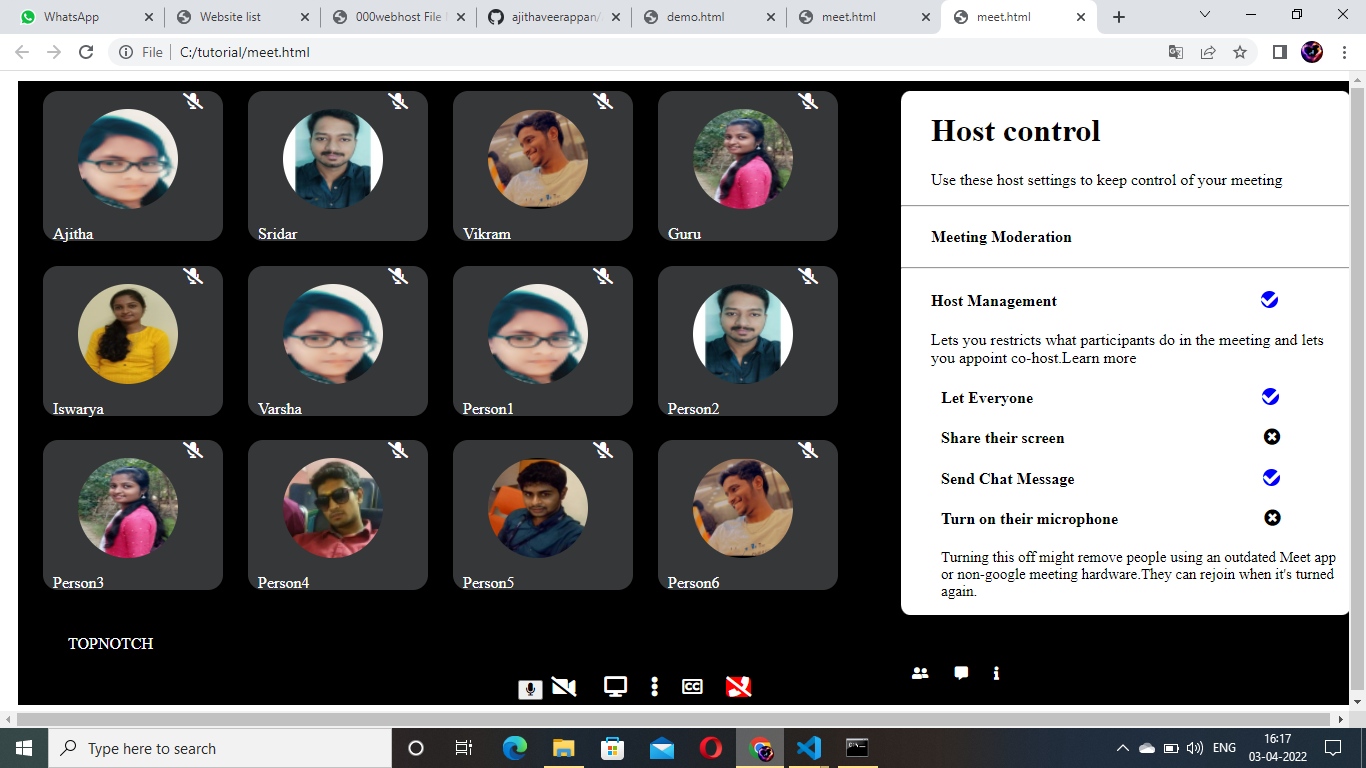 WhatsApp
Website list
000webhost File
ajithaveerappan/
demo.html
meet.html
meet.html
File
C:/tutorial/meet.html
Ajitha
Sridar
Vikram
Guru
Iswarya
Varsha
Person1
Person2
Person3
Person4
Person5
Person6
TOPNOTCH
CC
Host control
Use these host settings to keep control of your meeting
Meeting Moderation
Host Management
Lets you restricts what participants do in the meeting and lets
you appoint co-host.Learn more
Let Everyone
Share their screen
Send Chat Message
Turn on their microphone
Turning this off might remove people using an outdated Meet app
or non-google meeting hardware.They can rejoin when it's turned
again.
Type here to search
ENG
16:17
03-04-2022